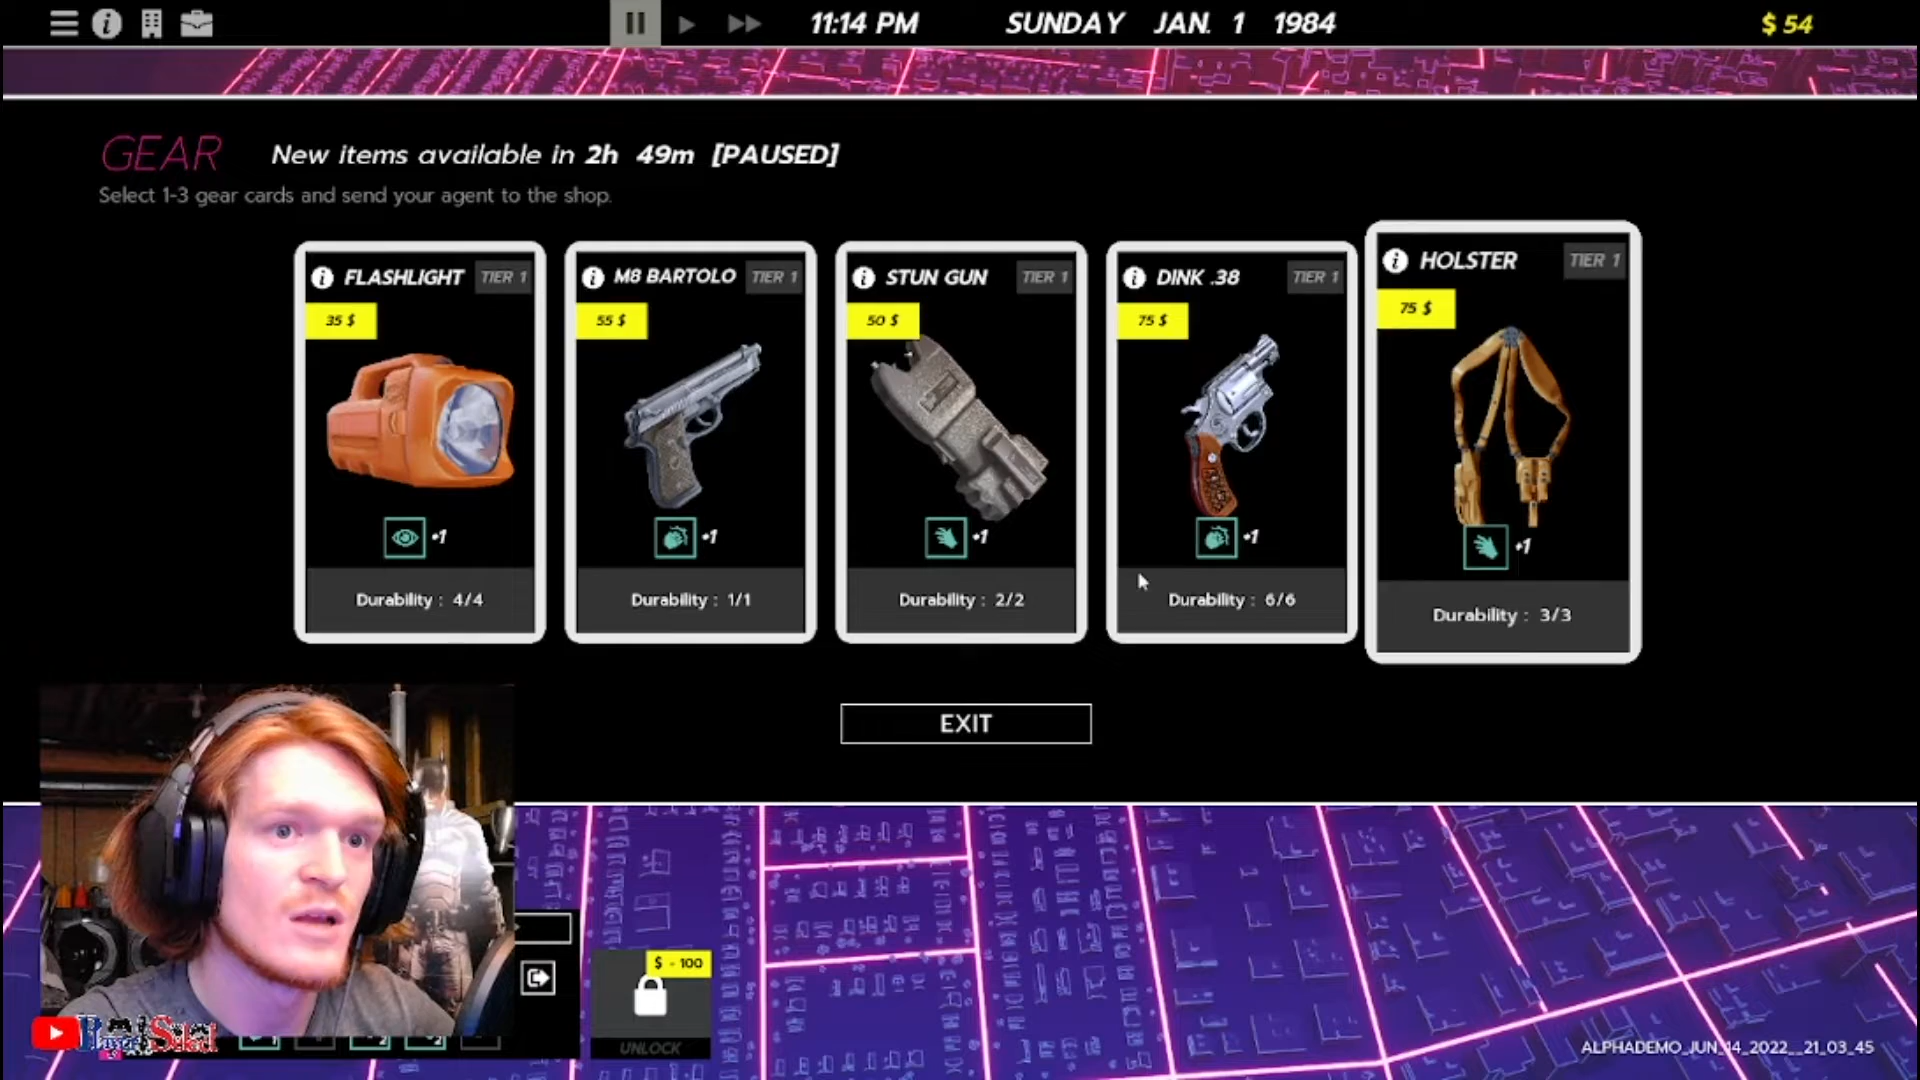 11:14 PM SUNDAY JAN. 1 1984 $ 54
GEAR New items available in 2h 49m [PAUSED]
Select 1-3 gear cards and send your agent to the shop.
FLASHLIGHT TIER 1
35 $
+1
Durability : 4/4
M8 BARTOLO TIER 1
55 $
+1
Durability : 1/1
STUN GUN TIER 1
50 $
+1
Durability : 2/2
DINK .38 TIER 1
75 $
+1
Durability : 6/6
HOLSTER TIER 1
75 $
+1
Durability : 3/3
EXIT
$ - 100
UNLOCK
Player Select
ALPHADEMO_JUN_14_2022__21_03_45